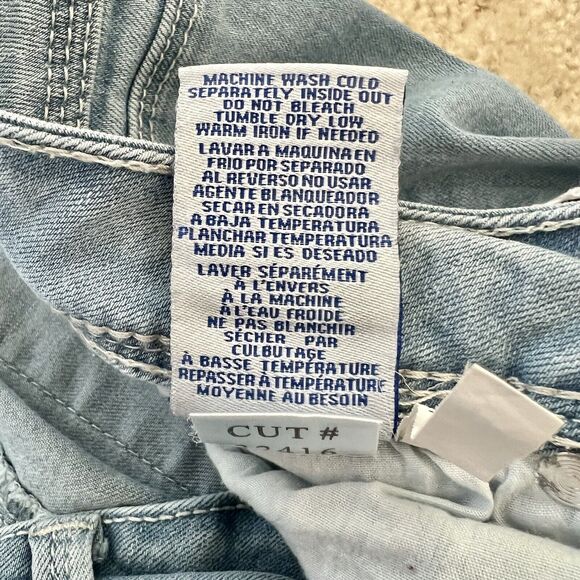 MACHINE WASH COLD
SEPARATELY INSIDE OUT
DO NOT BLEACH
TUMBLE DRY LOW
WARM IRON IF NEEDED
LAVAR A MAQUINA EN
FRIO POR SEPARADO
AL REVERSO NO USAR
AGENTE BLANQUEADOR
SECAR EN SECADORA
A BAJA TEMPERATURA
PLANCHAR TEMPERATURA
MEDIA SI ES DESEADO
LAVER SÉPARÉMENT
À L'ENVERS
À LA MACHINE
À L'EAU FROIDE
NE PAS BLANCHIR
SÉCHER PAR
CULBUTAGE
À BASSE TEMPÉRATURE
REPASSER À TEMPÉRATURE
MOYENNE AU BESOIN
CUT #